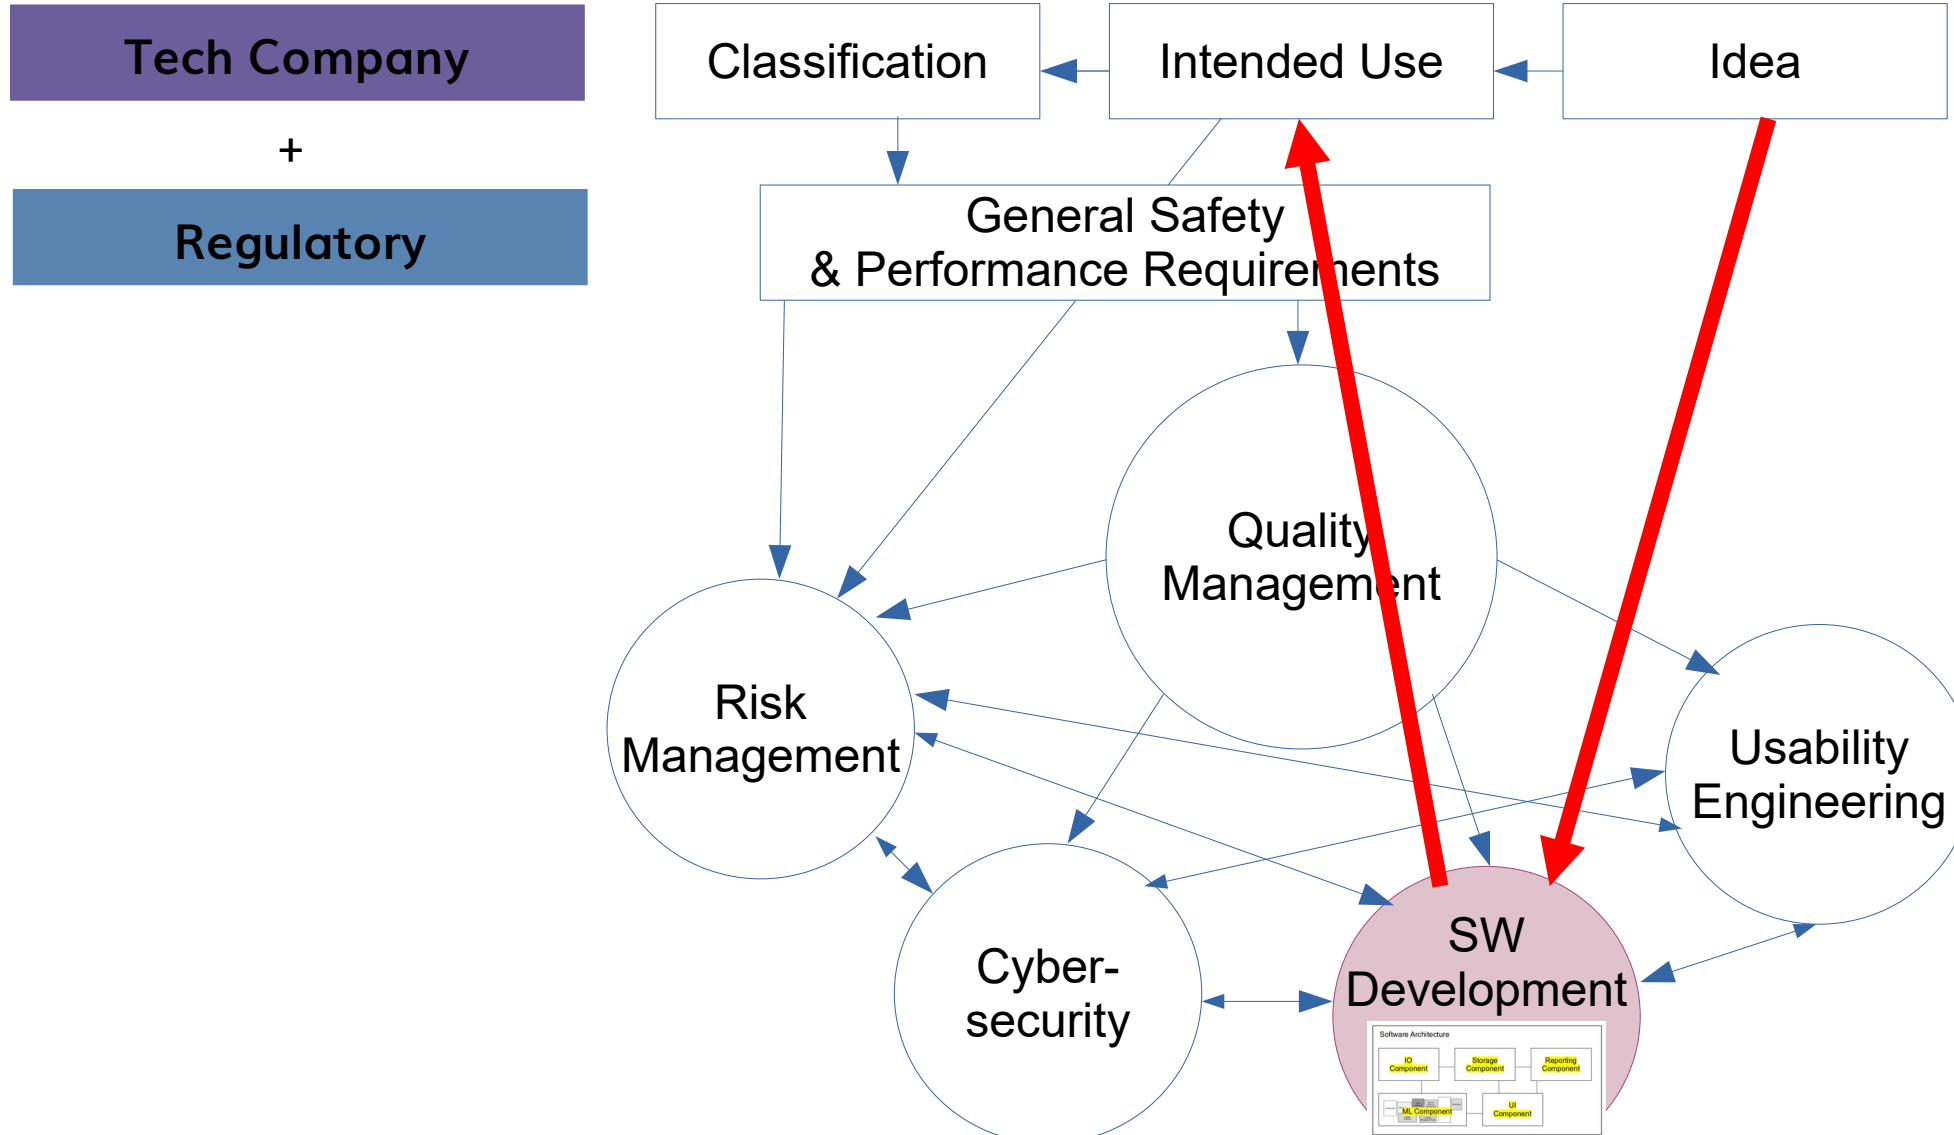 Tech Company
+
Regulatory
Classification
Intended Use
Idea
General Safety
& Performance Requirements
Quality
Management
Risk
Management
Usability
Engineering
Cyber-
security
SW
Development
Software Architecture
IO
Component
Storage
Component
Reporting
Component
ML Component
UI
Component